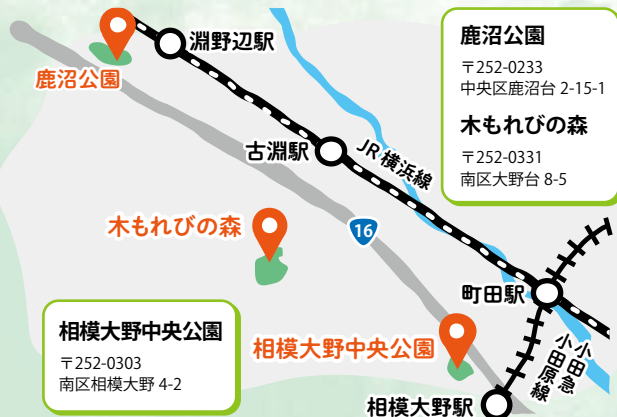 淵野辺駅
鹿沼公園
鹿沼公園
〒252-0233
中央区鹿沼台 2-15-1
木もれびの森
〒252-0331
南区大野台 8-5
古淵駅
JR横浜線
木もれびの森
16
町田駅
相模大野中央公園
〒252-0303
南区相模大野 4-2
相模大野中央公園
小田急
小田原線
相模大野駅